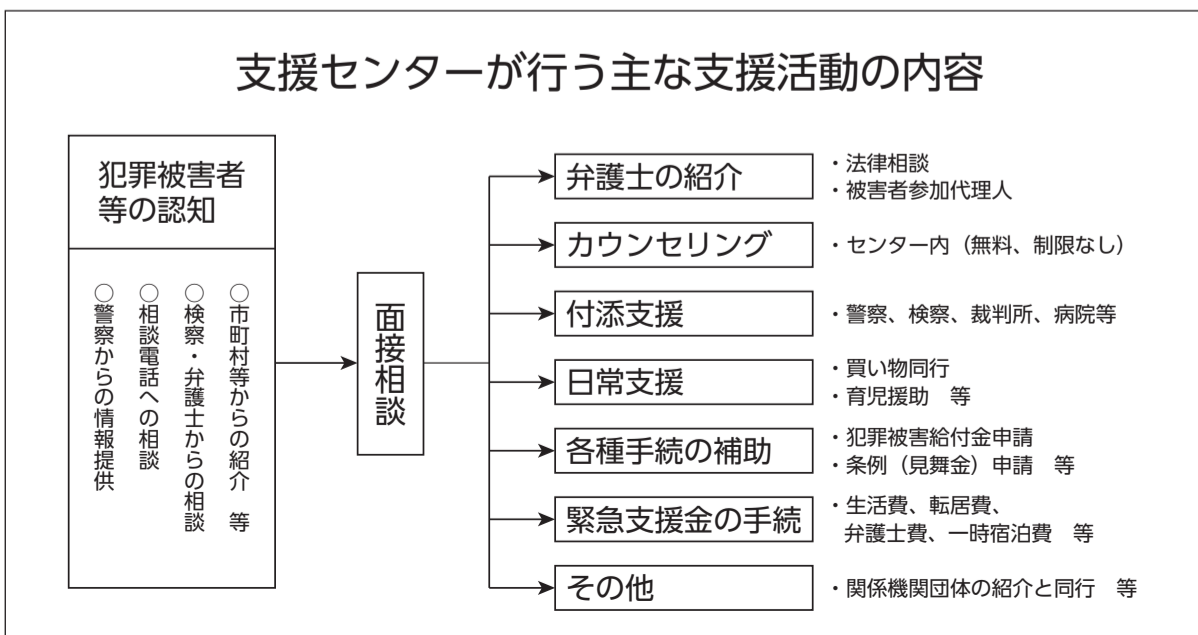 支援センターが行う主な支援活動の内容
犯罪被害者
等の認知
○市町村等からの紹介　等
○検察・弁護士からの相談
○相談電話への相談
○警察からの情報提供
面接相談
弁護士の紹介
・法律相談
・被害者参加代理人
カウンセリング
・センター内（無料、制限なし）
付添支援
・警察、検察、裁判所、病院等
日常支援
・買い物同行
・育児援助　等
各種手続の補助
・犯罪被害給付金申請
・条例（見舞金）申請　等
緊急支援金の手続
・生活費、転居費、
弁護士費、一時宿泊費　等
その他
・関係機関団体の紹介と同行　等